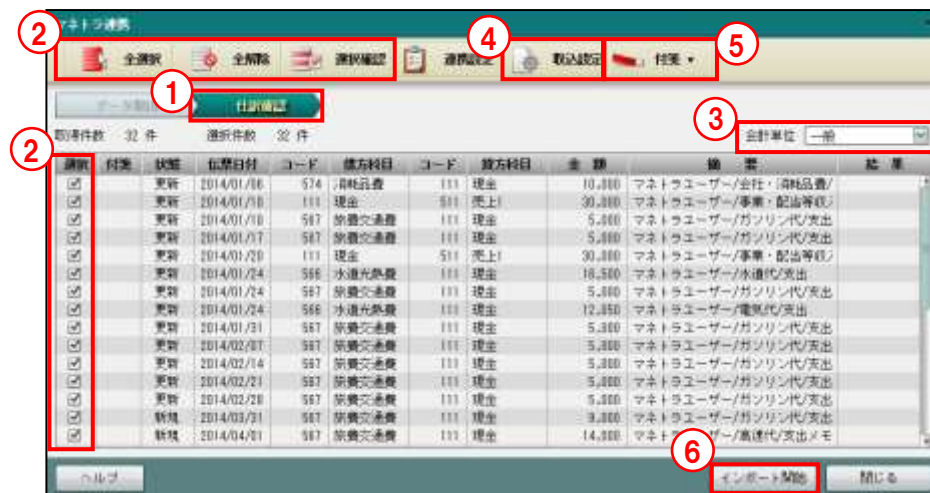 マネトラ連携
② 全選択 全解除 選択確認 連携設定 ④ 取込設定 ⑤ 付箋 ▼
① 仕訳確認
取得件数 32 件 選択件数 32 件 ③ 会計単位 一般
②
選択 付箋 状態 伝票日付 コード 借方科目 コード 貸方科目 金 額 摘 要 結 果
更新 2014/01/06 574 消耗品費 111 現金 10,000 マネトラユーザー/会社・消耗品費/
更新 2014/01/10 111 現金 511 売上1 30,000 マネトラユーザー/事業・配当等収/
更新 2014/01/10 567 旅費交通費 111 現金 5,000 マネトラユーザー/ガソリン代/支出
更新 2014/01/17 567 旅費交通費 111 現金 5,000 マネトラユーザー/ガソリン代/支出
更新 2014/01/20 111 現金 511 売上1 30,000 マネトラユーザー/事業・配当等収/
更新 2014/01/24 566 水道光熱費 111 現金 18,500 マネトラユーザー/水道代/支出
更新 2014/01/24 567 旅費交通費 111 現金 5,000 マネトラユーザー/ガソリン代/支出
更新 2014/01/24 566 水道光熱費 111 現金 12,050 マネトラユーザー/電気代/支出
更新 2014/01/31 567 旅費交通費 111 現金 5,300 マネトラユーザー/ガソリン代/支出
更新 2014/02/07 567 旅費交通費 111 現金 5,000 マネトラユーザー/ガソリン代/支出
更新 2014/02/14 567 旅費交通費 111 現金 5,000 マネトラユーザー/ガソリン代/支出
更新 2014/02/21 567 旅費交通費 111 現金 5,000 マネトラユーザー/ガソリン代/支出
更新 2014/02/28 567 旅費交通費 111 現金 5,000 マネトラユーザー/ガソリン代/支出
新規 2014/03/31 567 旅費交通費 111 現金 9,000 マネトラユーザー/ガソリン代/支出
新規 2014/04/01 567 旅費交通費 111 現金 14,000 マネトラユーザー/高速代/支出メモ
⑥
ヘルプ インポート開始 閉じる